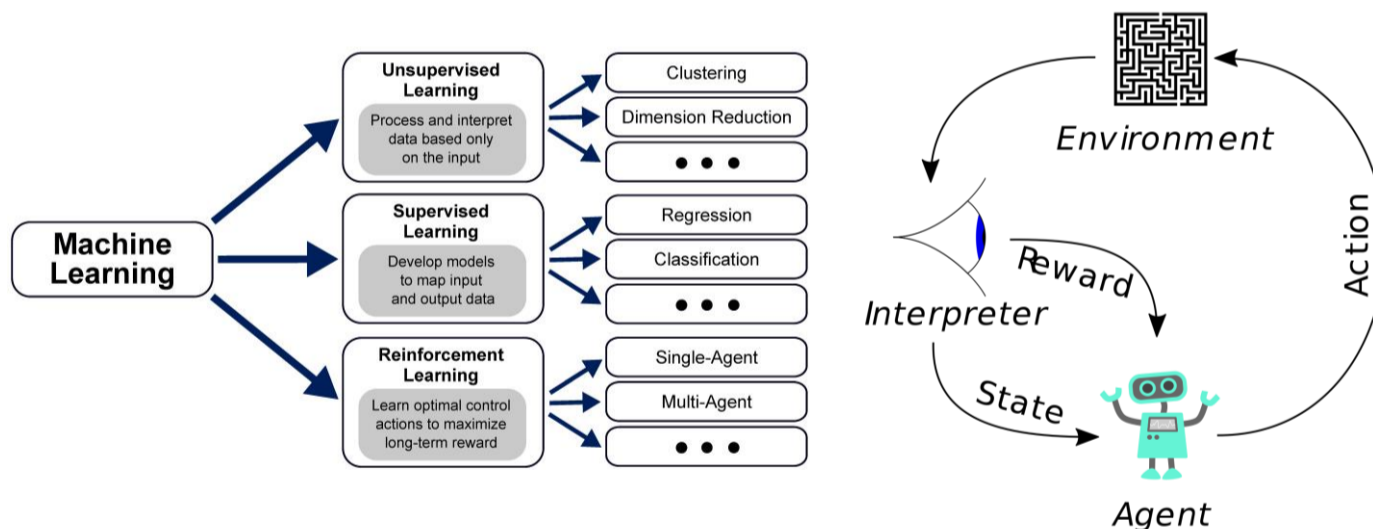 Machine
Learning
Unsupervised
Learning
Process and interpret
data based only
on the input
Clustering
Dimension Reduction
Supervised
Learning
Develop models
to map input
and output data
Regression
Classification
Reinforcement
Learning
Learn optimal control
actions to maximize
long-term reward
Single-Agent
Multi-Agent
Environment
Interpreter
Reward
State
Action
Agent